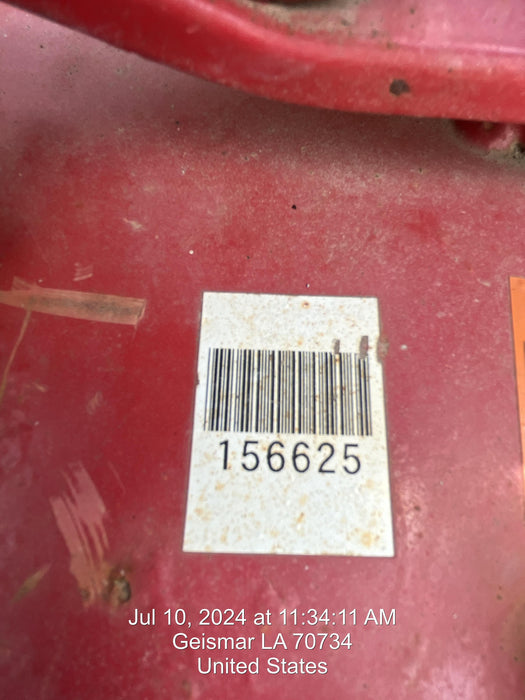 156625
Jul 10, 2024 at 11:34:11 AM
Geismar LA 70734
United States